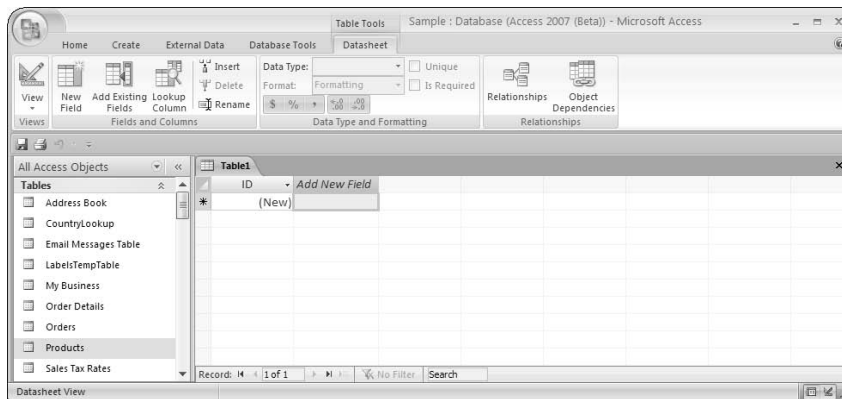 Table Tools Sample : Database (Access 2007 (Beta)) - Microsoft Access
Home Create External Data Database Tools Datasheet
View
Views
New Field
Add Existing Fields
Lookup Column
Insert
Delete
Rename
Fields and Columns
Data Type:
Format: Formatting
$ % ,
Unique
Is Required
Data Type and Formatting
Relationships
Object Dependencies
Relationships
All Access Objects
Tables
Address Book
CountryLookup
Email Messages Table
LabelsTempTable
My Business
Order Details
Orders
Products
Sales Tax Rates
Table1
ID Add New Field
(New)
Record: 1 of 1 No Filter Search
Datasheet View